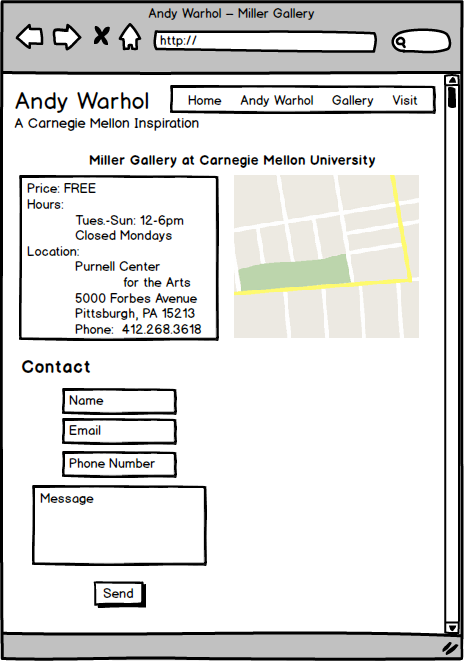 Andy Warhol – Miller Gallery
http://
Andy Warhol
Home Andy Warhol Gallery Visit
A Carnegie Mellon Inspiration
Miller Gallery at Carnegie Mellon University
Price: FREE
Hours:
Tues.-Sun: 12-6pm
Closed Mondays
Location:
Purnell Center
for the Arts
5000 Forbes Avenue
Pittsburgh, PA 15213
Phone: 412.268.3618
Contact
Name
Email
Phone Number
Message
Send